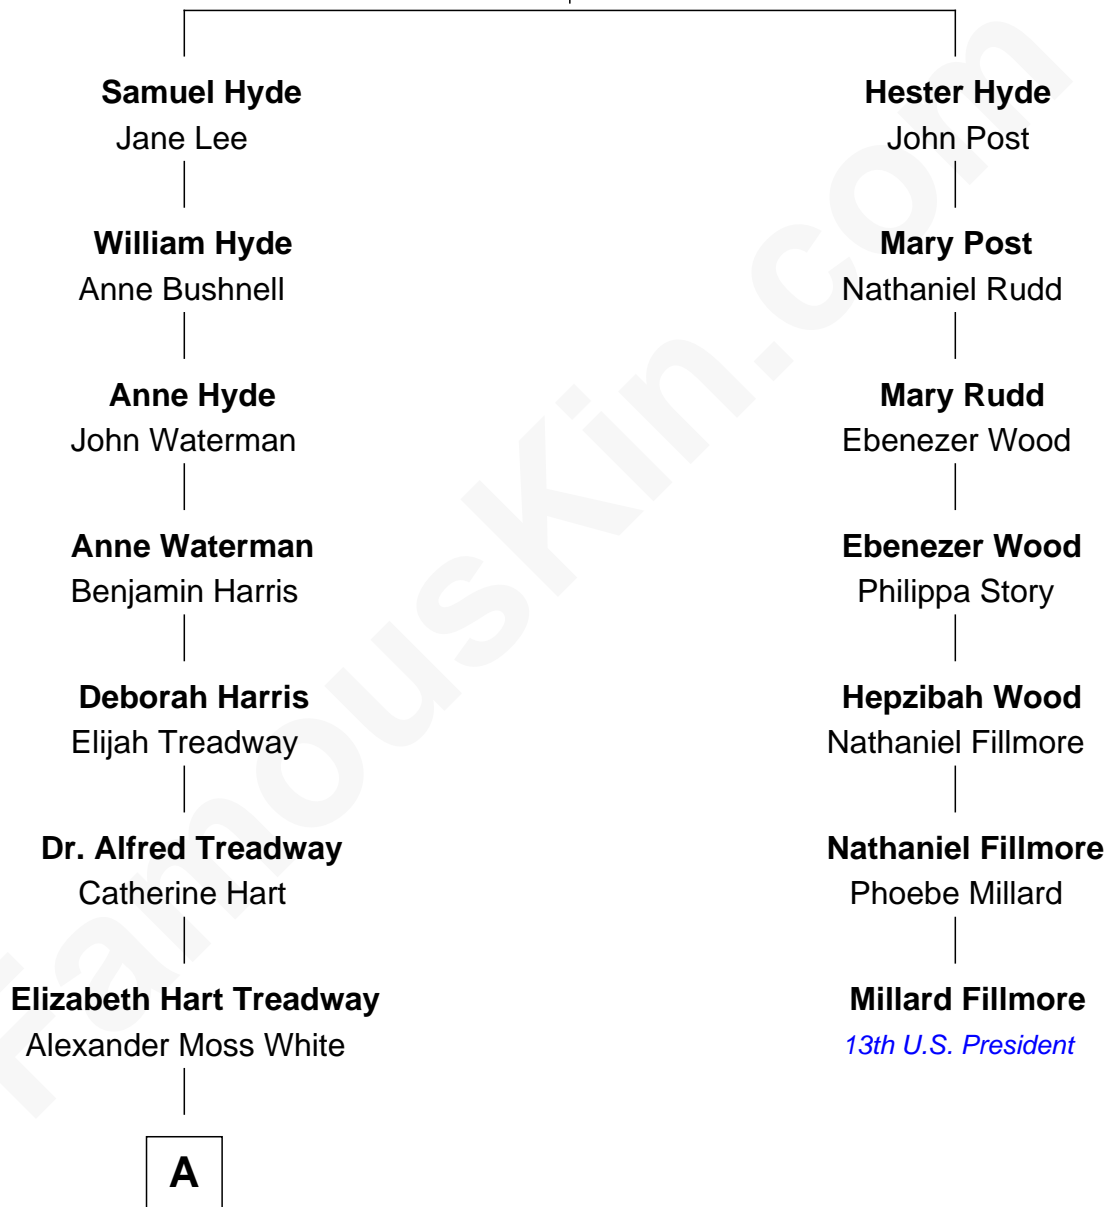 Samuel Hyde
Jane Lee
William Hyde
Anne Bushnell
Anne Hyde
John Waterman
Anne Waterman
Benjamin Harris
Deborah Harris
Elijah Treadway
Dr. Alfred Treadway
Catherine Hart
Elizabeth Hart Treadway
Alexander Moss White
A
Hester Hyde
John Post
Mary Post
Nathaniel Rudd
Mary Rudd
Ebenezer Wood
Ebenezer Wood
Philippa Story
Hepzibah Wood
Nathaniel Fillmore
Nathaniel Fillmore
Phoebe Millard
Millard Fillmore
13th U.S. President
FamousKin.com